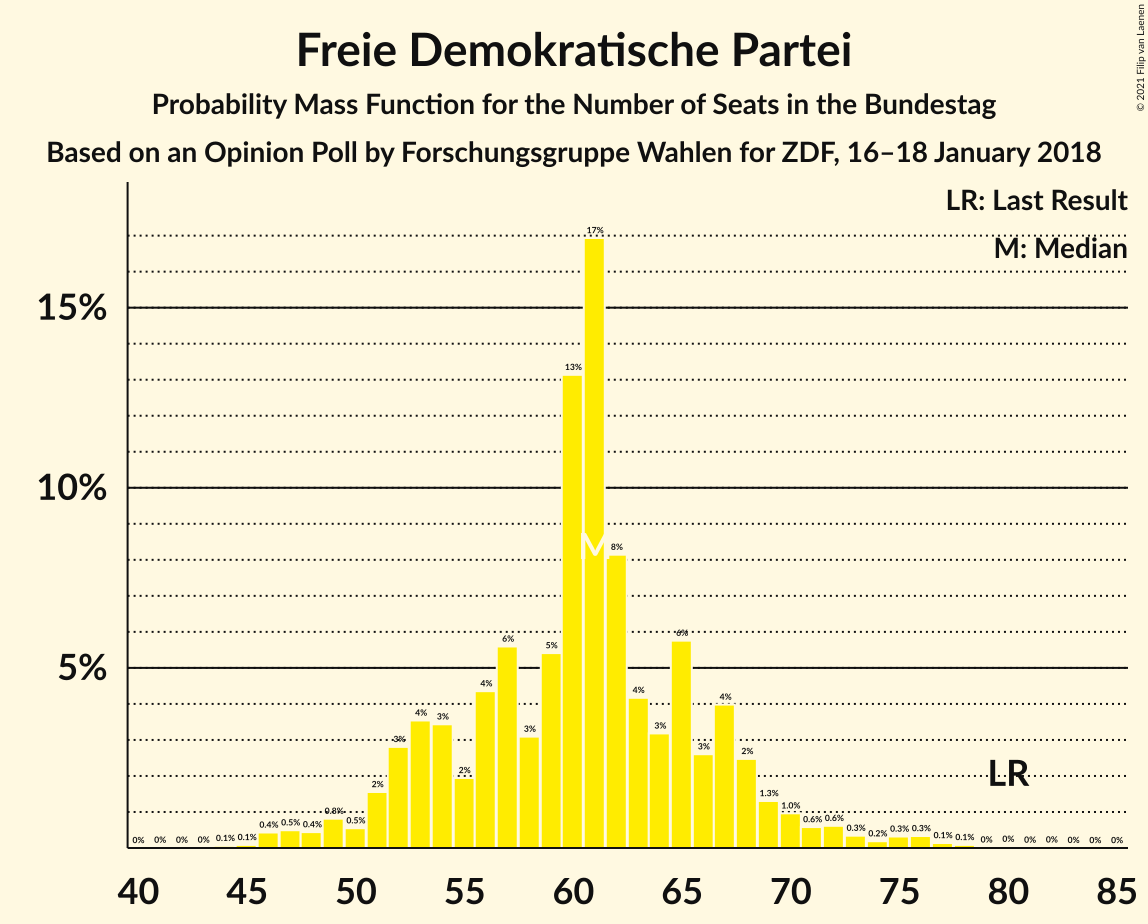 © 2021 Filip van Laenen
Freie Demokratische Partei
Probability Mass Function for the Number of Seats in the Bundestag
Based on an Opinion Poll by Forschungsgruppe Wahlen for ZDF, 16–18 January 2018
LR: Last Result
M: Median
15%
10%
5%
0% 0% 0% 0% 0.1% 0.1% 0.4% 0.5% 0.4% 0.8% 0.5% 2% 3% 4% 3% 2% 4% 6% 3% 5% 13% 17% 8% 4% 3% 6% 3% 4% 2% 1.3% 1.0% 0.6% 0.6% 0.3% 0.2% 0.3% 0.3% 0.1% 0.1% 0% 0% 0% 0% 0% 0% 0%
M
LR
40 45 50 55 60 65 70 75 80 85